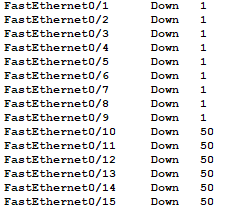 FastEthernet0/1 Down 1
FastEthernet0/2 Down 1
FastEthernet0/3 Down 1
FastEthernet0/4 Down 1
FastEthernet0/5 Down 1
FastEthernet0/6 Down 1
FastEthernet0/7 Down 1
FastEthernet0/8 Down 1
FastEthernet0/9 Down 1
FastEthernet0/10 Down 50
FastEthernet0/11 Down 50
FastEthernet0/12 Down 50
FastEthernet0/13 Down 50
FastEthernet0/14 Down 50
FastEthernet0/15 Down 50